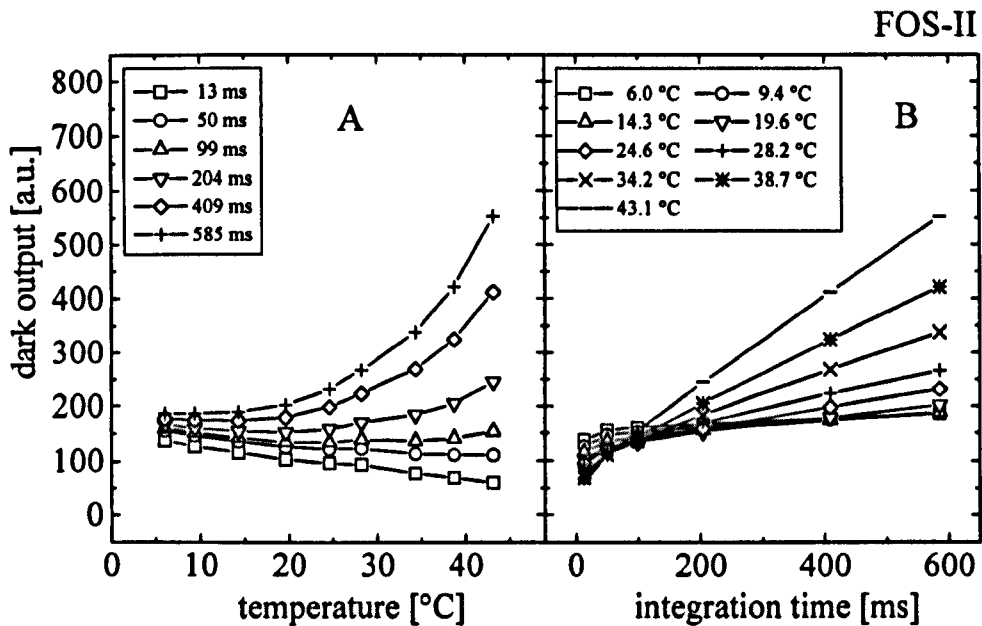 FOS-II
800
700
600
500
400
300
200
100
0
dark output [a.u.]
13 ms
50 ms
99 ms
204 ms
409 ms
585 ms
A
0 10 20 30 40
temperature [°C]
6.0 °C 9.4 °C
14.3 °C 19.6 °C
24.6 °C 28.2 °C
34.2 °C 38.7 °C
43.1 °C
B
0 200 400 600
integration time [ms]